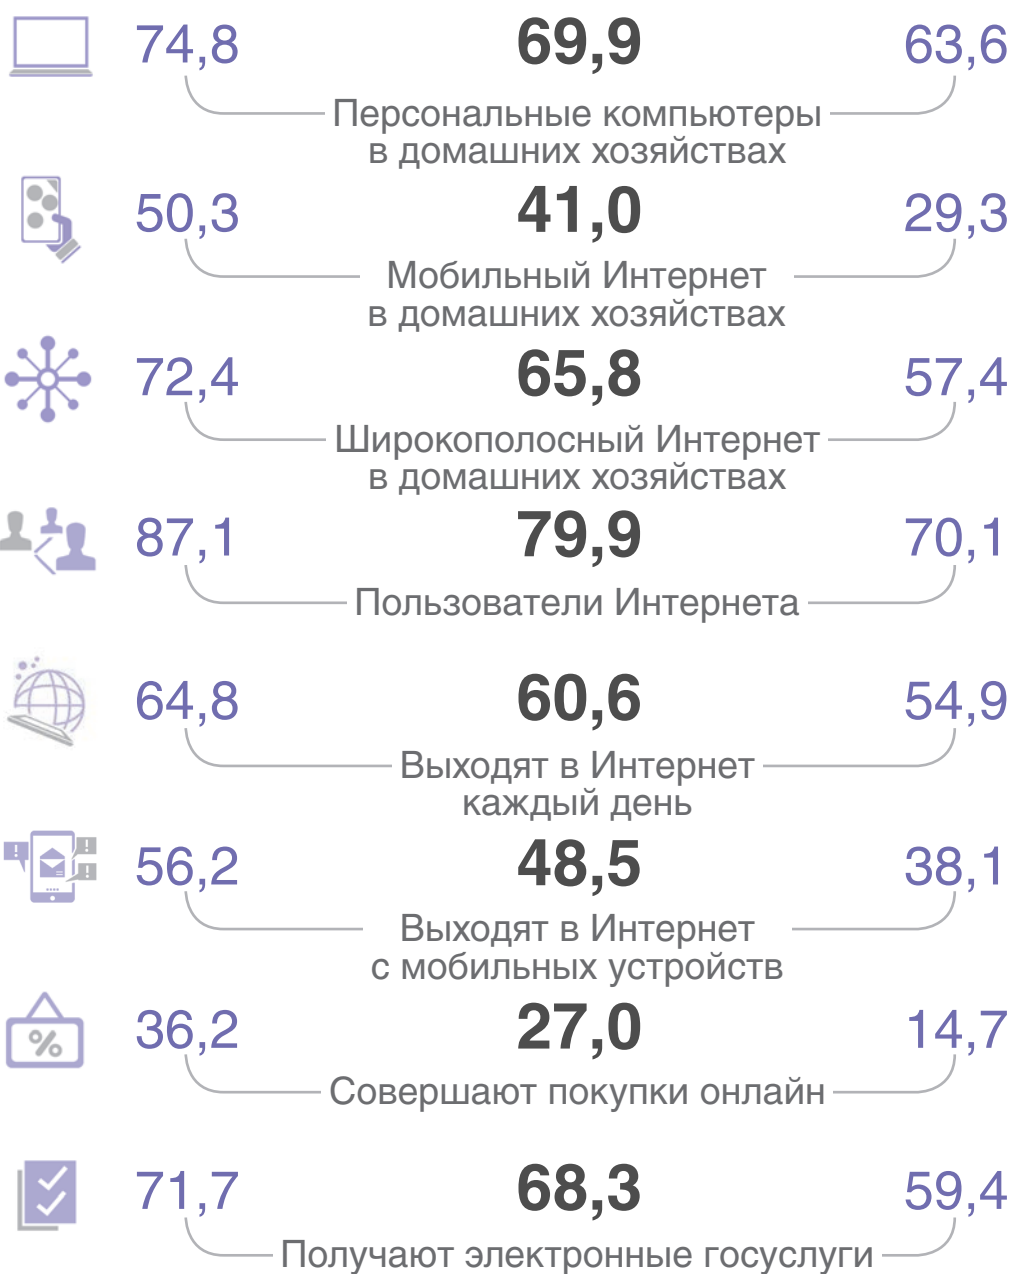 74,8 69,9 63,6
Персональные компьютеры
в домашних хозяйствах
50,3 41,0 29,3
Мобильный Интернет
в домашних хозяйствах
72,4 65,8 57,4
Широкополосный Интернет
в домашних хозяйствах
87,1 79,9 70,1
Пользователи Интернета
64,8 60,6 54,9
Выходят в Интернет
каждый день
56,2 48,5 38,1
Выходят в Интернет
с мобильных устройств
% 36,2 27,0 14,7
Совершают покупки онлайн
71,7 68,3 59,4
Получают электронные госуслуги